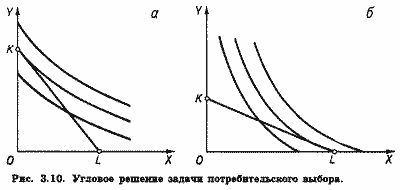 Y
а
K
O
L
X
Y
б
K
O
L
X
Рис. 3.10. Угловое решение задачи потребительского выбора.